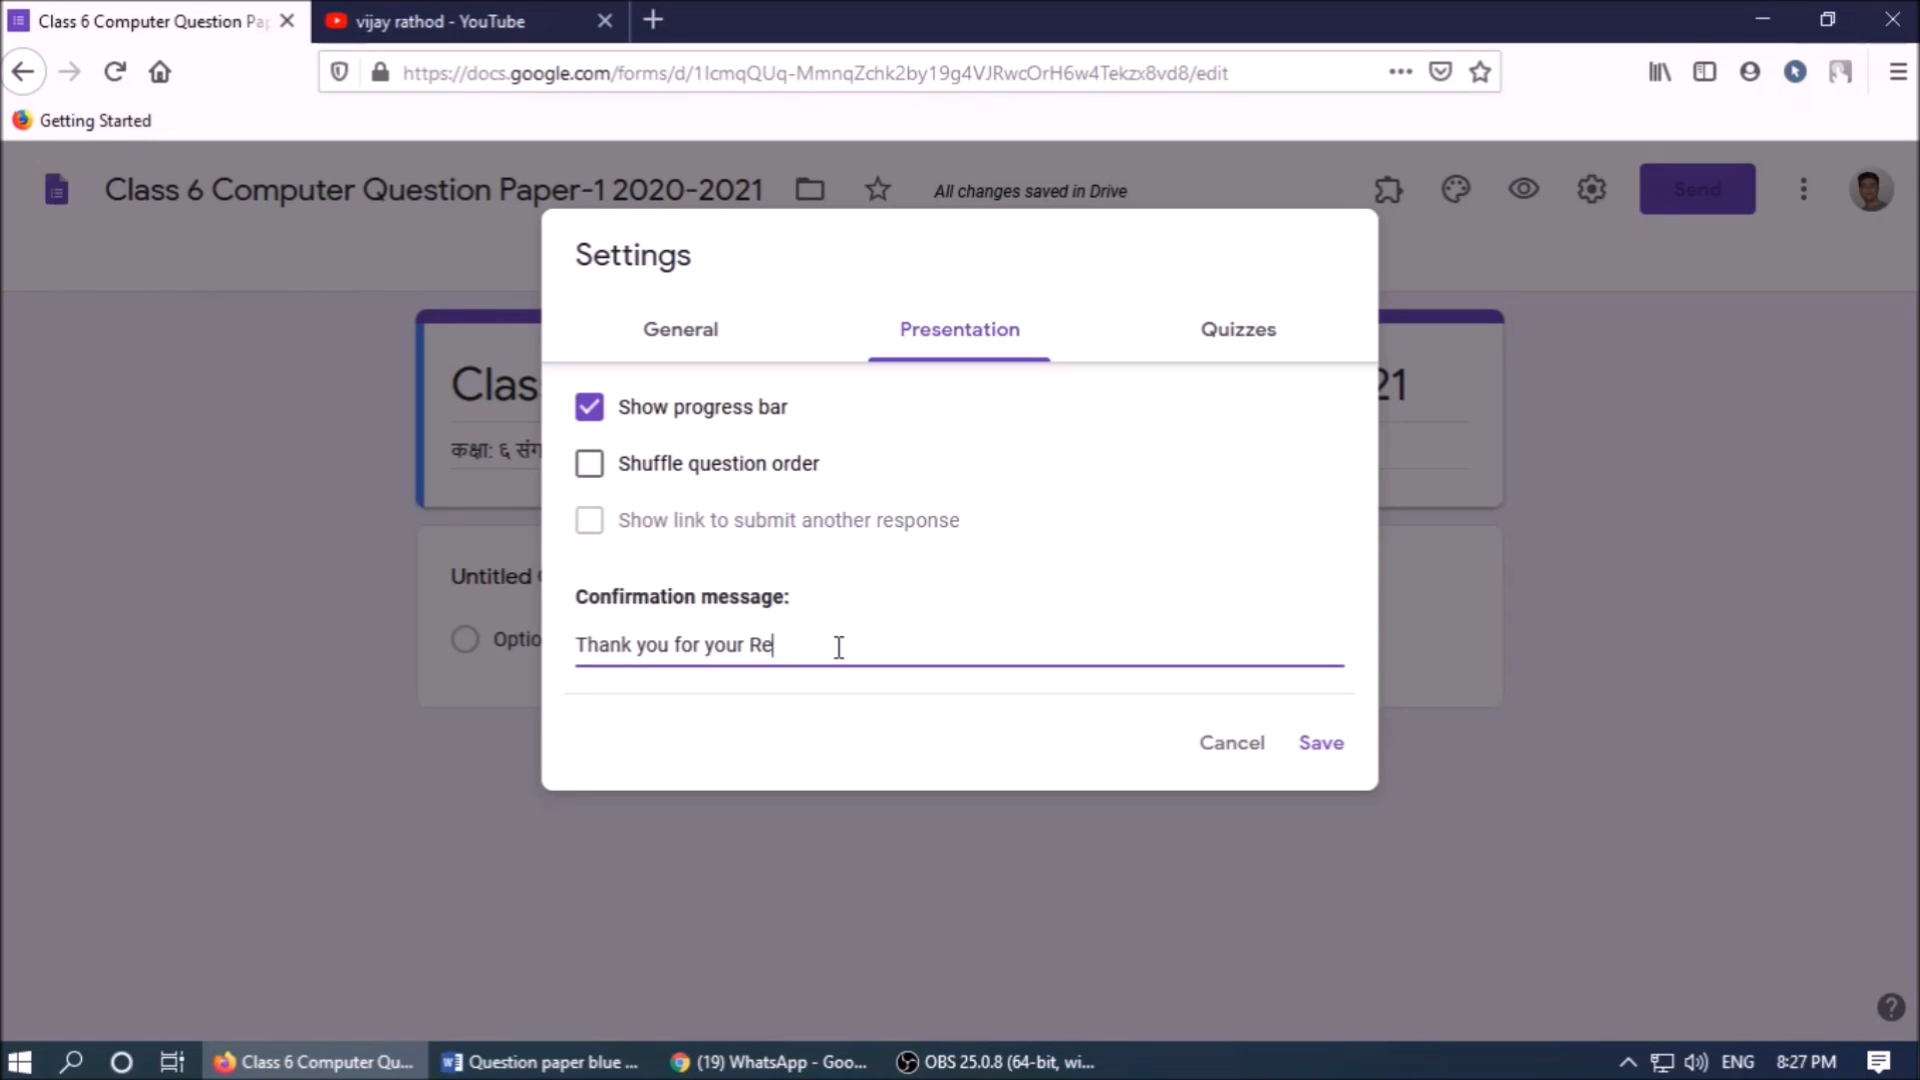 Class 6 Computer Question Pa
vijay rathod - YouTube
https://docs.google.com/forms/d/1IcmqQUq-MmnqZchk2by19g4VJRwcOrH6w4Tekzx8vd8/edit
Getting Started
Class 6 Computer Question Paper-1 2020-2021
All changes saved in Drive
Send
Settings
General
Presentation
Quizzes
Clas
21
Show progress bar
कक्षा: ६ संग
Shuffle question order
Show link to submit another response
Untitled
Confirmation message:
Optio
Thank you for your Re
Cancel
Save
Class 6 Computer Qu...
Question paper blue ...
(19) WhatsApp - Goo...
OBS 25.0.8 (64-bit, wi...
ENG
8:27 PM